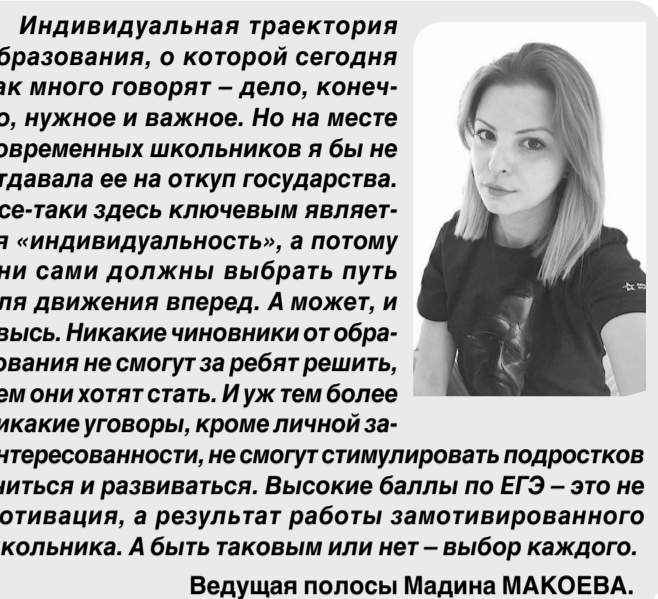 Индивидуальная траектория
бразования, о которой сегодня
ак много говорят – дело, конеч-
о, нужное и важное. Но на месте
овременных школьников я бы не
тдавала ее на откуп государства.
се-таки здесь ключевым являет-
я «индивидуальность», а потому
ни сами должны выбрать путь
ля движения вперед. А может, и
ввысь. Никакие чиновники от обра-
ования не смогут за ребят решить,
ем они хотят стать. И уж тем более
икакие уговоры, кроме личной за-
нтересованности, не смогут стимулировать подростков
читься и развиваться. Высокие баллы по ЕГЭ – это не
отивация, а результат работы замотивированного
кольника. А быть таковым или нет – выбор каждого.
Ведущая полосы Мадина МАКОЕВА.